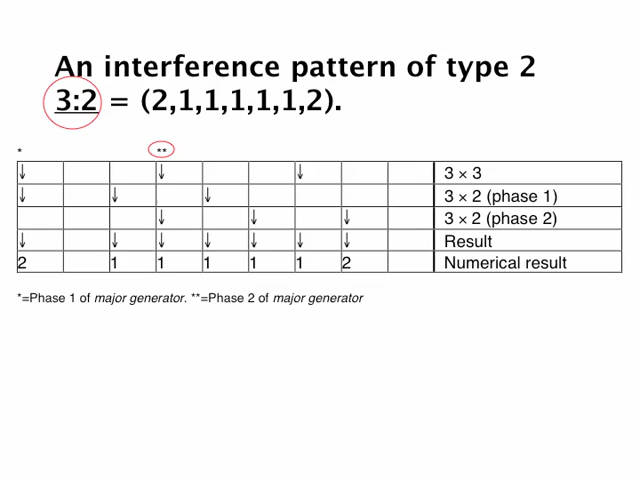 An interference pattern of type 2
3:2 = (2,1,1,1,1,1,2).
* **
↓ ↓ ↓ 3 × 3
↓ ↓ ↓ 3 × 2 (phase 1)
↓ ↓ ↓ 3 × 2 (phase 2)
↓ ↓ ↓ ↓ ↓ ↓ ↓ Result
2 1 1 1 1 1 2 Numerical result
*=Phase 1 of major generator. **=Phase 2 of major generator